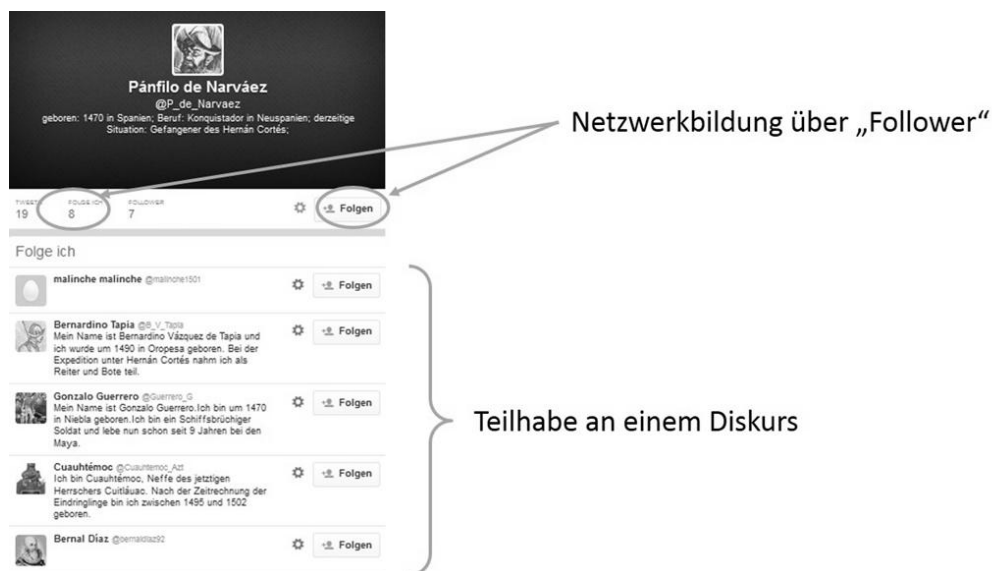 Pánfilo de Narváez
@P_de_Narvaez
geboren: 1470 in Spanien; Beruf: Konquistador in Neuspanien; derzeitige
Situation: Gefangener des Hernán Cortés;
Netzwerkbildung über „Follower“
TWEETS FOLGE ICH FOLLOWER
19 8 7 Folgen
Folge ich
malinche malinche @malinche1501 Folgen
Bernardino Tapia @B_V_Tapia
Mein Name ist Bernardino Vázquez de Tapia und
ich wurde um 1490 in Oropesa geboren. Bei der
Expedition unter Hernán Cortés nahm ich als
Reiter und Bote teil.
Folgen
Gonzalo Guerrero @Guerrero_G
Mein Name ist Gonzalo Guerrero.Ich bin um 1470
in Niebla geboren.Ich bin ein Schiffsbrüchiger
Soldat und lebe nun schon seit 9 Jahren bei den
Maya.
Folgen
Teilhabe an einem Diskurs
Cuauhtémoc @Cuauhtemoc_Azt
Ich bin Cuauhtémoc, Neffe des jetztigen
Herrschers Cuitláuac. Nach der Zeitrechnung der
Eindringlinge bin ich zwischen 1495 und 1502
geboren.
Folgen
Bernal Díaz @bernaldiaz92 Folgen